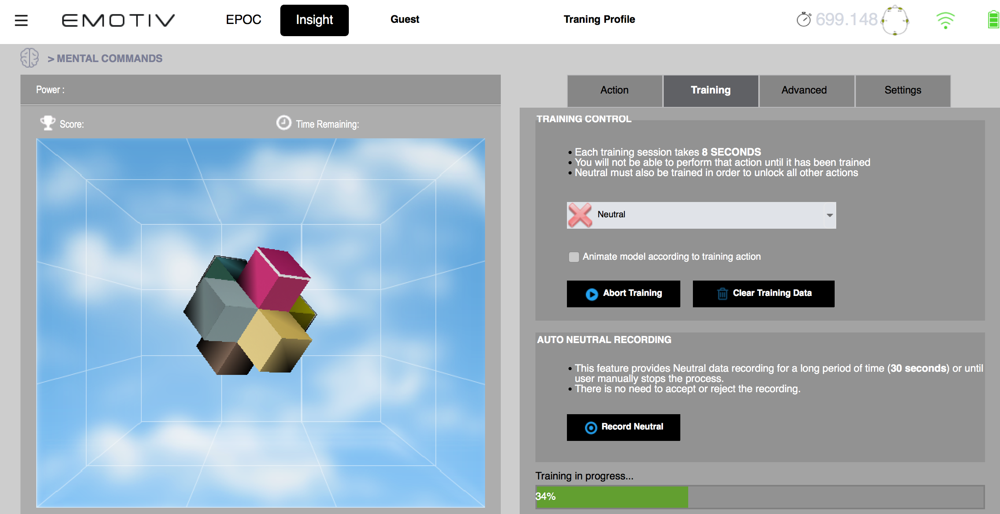 EMOTIV
EPOC
Insight
Guest
Traning Profile
699.148
> MENTAL COMMANDS
Power :
Score:
Time Remaining:
Action
Training
Advanced
Settings
TRAINING CONTROL
• Each training session takes 8 SECONDS
• You will not be able to perform that action until it has been trained
• Neutral must also be trained in order to unlock all other actions
Neutral
Animate model according to training action
Abort Training
Clear Training Data
AUTO NEUTRAL RECORDING
• This feature provides Neutral data recording for a long period of time (30 seconds) or until
user manually stops the process.
• There is no need to accept or reject the recording.
Record Neutral
Training in progress...
34%